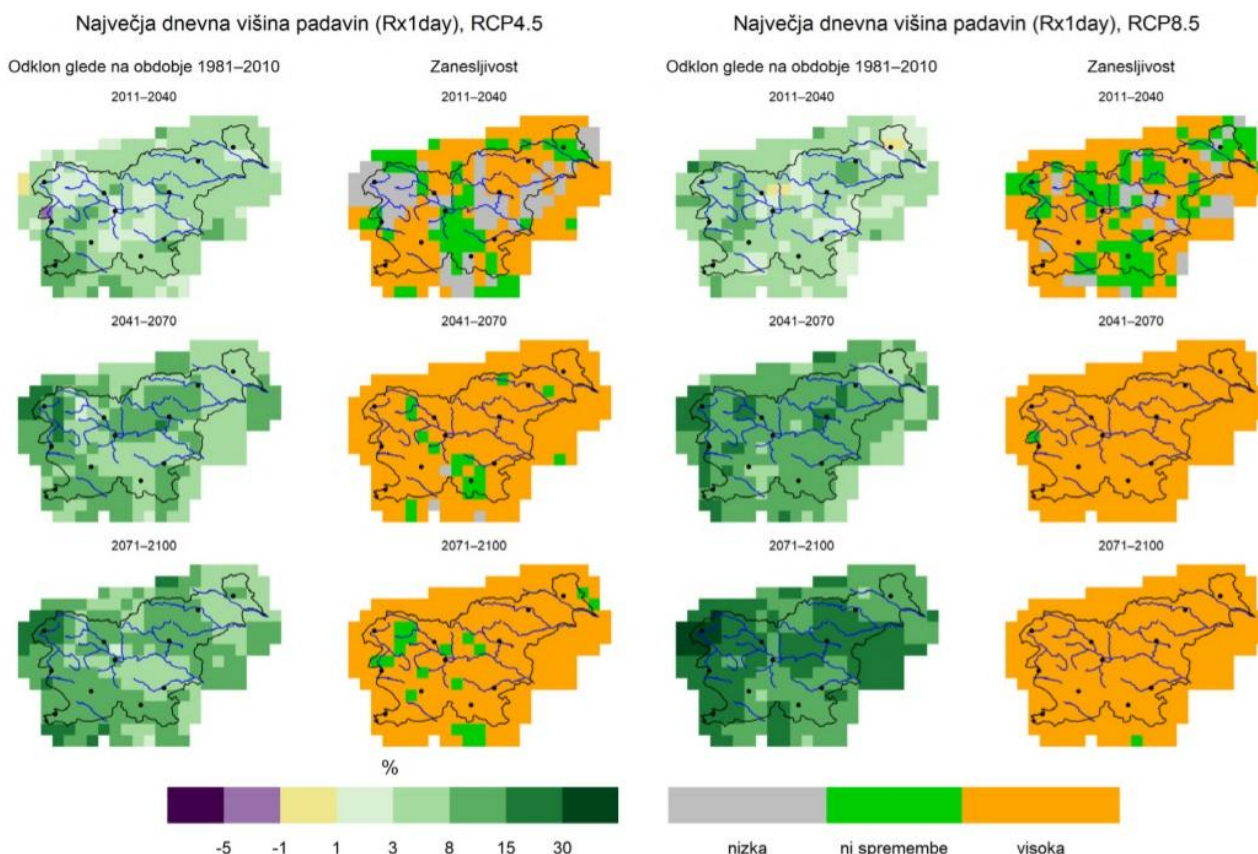 Največja dnevna višina padavin (Rx1day), RCP4.5
Največja dnevna višina padavin (Rx1day), RCP8.5
Odklon glede na obdobje 1981–2010
Zanesljivost
Odklon glede na obdobje 1981–2010
Zanesljivost
2011–2040
2011–2040
2011–2040
2011–2040
2041–2070
2041–2070
2041–2070
2041–2070
2071–2100
2071–2100
2071–2100
2071–2100
%
-5 -1 1 3 8 15 30
nizka ni spremembe visoka